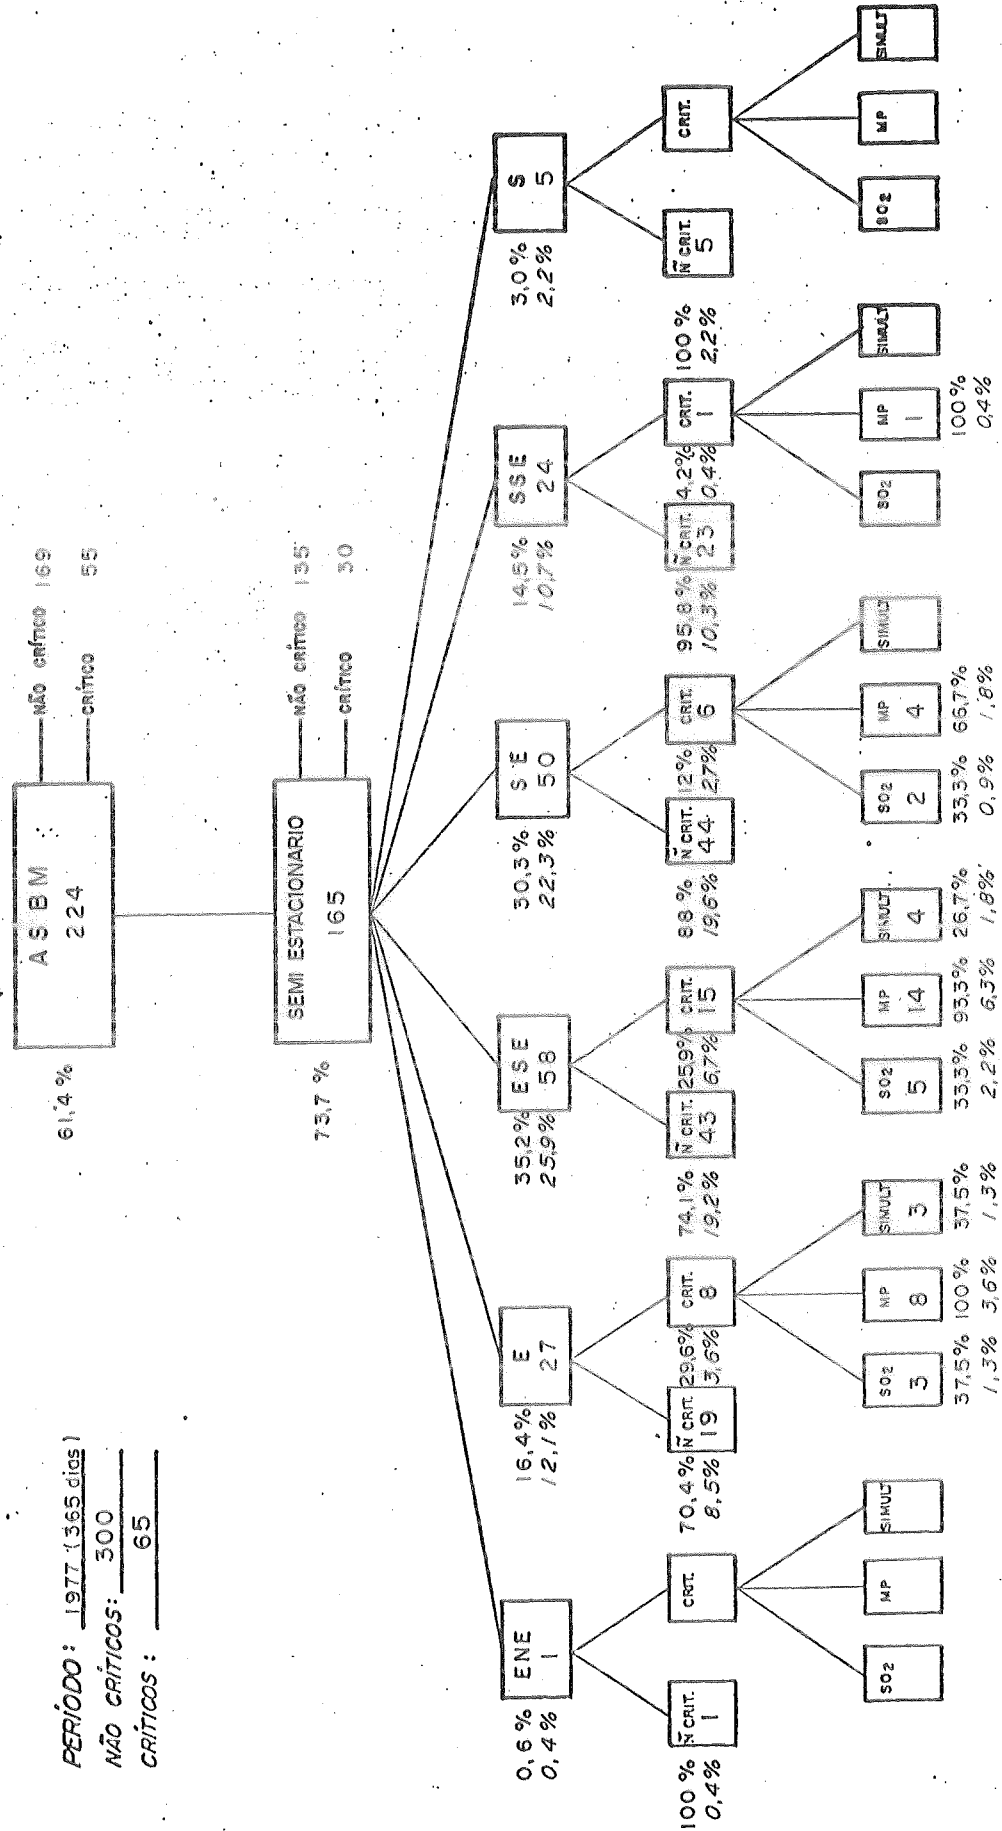 PERÍODO: 1977 (365 dias)
NÃO CRÍTICOS: 300
CRÍTICOS: 65
61,4 %
A S B M
224
NÃO CRÍTICO 169
CRÍTICO 55
73,7 %
SEMI ESTACIONARIO
165
NÃO CRÍTICO 135
CRÍTICO 30
0,6 %
0,4 %
ENE
1
16,4 %
12,1 %
E
27
35,2 %
25,9 %
E S E
58
30,3 %
22,3 %
S E
50
14,5 %
10,7 %
SSE
24
3,0 %
2,2 %
S
5
100 %
0,4 %
Ñ CRIT.
1
CRIT.
70,4 %
8,5 %
Ñ CRIT.
19
29,6 %
3,6 %
CRIT.
8
74,1 %
19,2 %
Ñ CRIT.
43
25,9 %
6,7 %
CRIT.
15
88 %
19,6 %
Ñ CRIT.
44
12 %
2,7 %
CRIT.
6
95,8 %
10,3 %
Ñ CRIT.
23
4,2 %
0,4 %
CRIT.
1
100 %
2,2 %
Ñ CRIT.
5
CRIT.
SO2
MP
SIMULT
SO2
3
37,5 %
1,3 %
MP
8
100 %
3,6 %
SIMULT
3
37,5 %
1,3 %
SO2
5
33,3 %
2,2 %
MP
14
93,3 %
6,3 %
SIMULT
4
26,7 %
1,8 %
SO2
2
33,3 %
0,9 %
MP
4
66,7 %
1,8 %
SIMULT
SO2
MP
1
100 %
0,4 %
SIMULT
SO2
MP
SIMULT